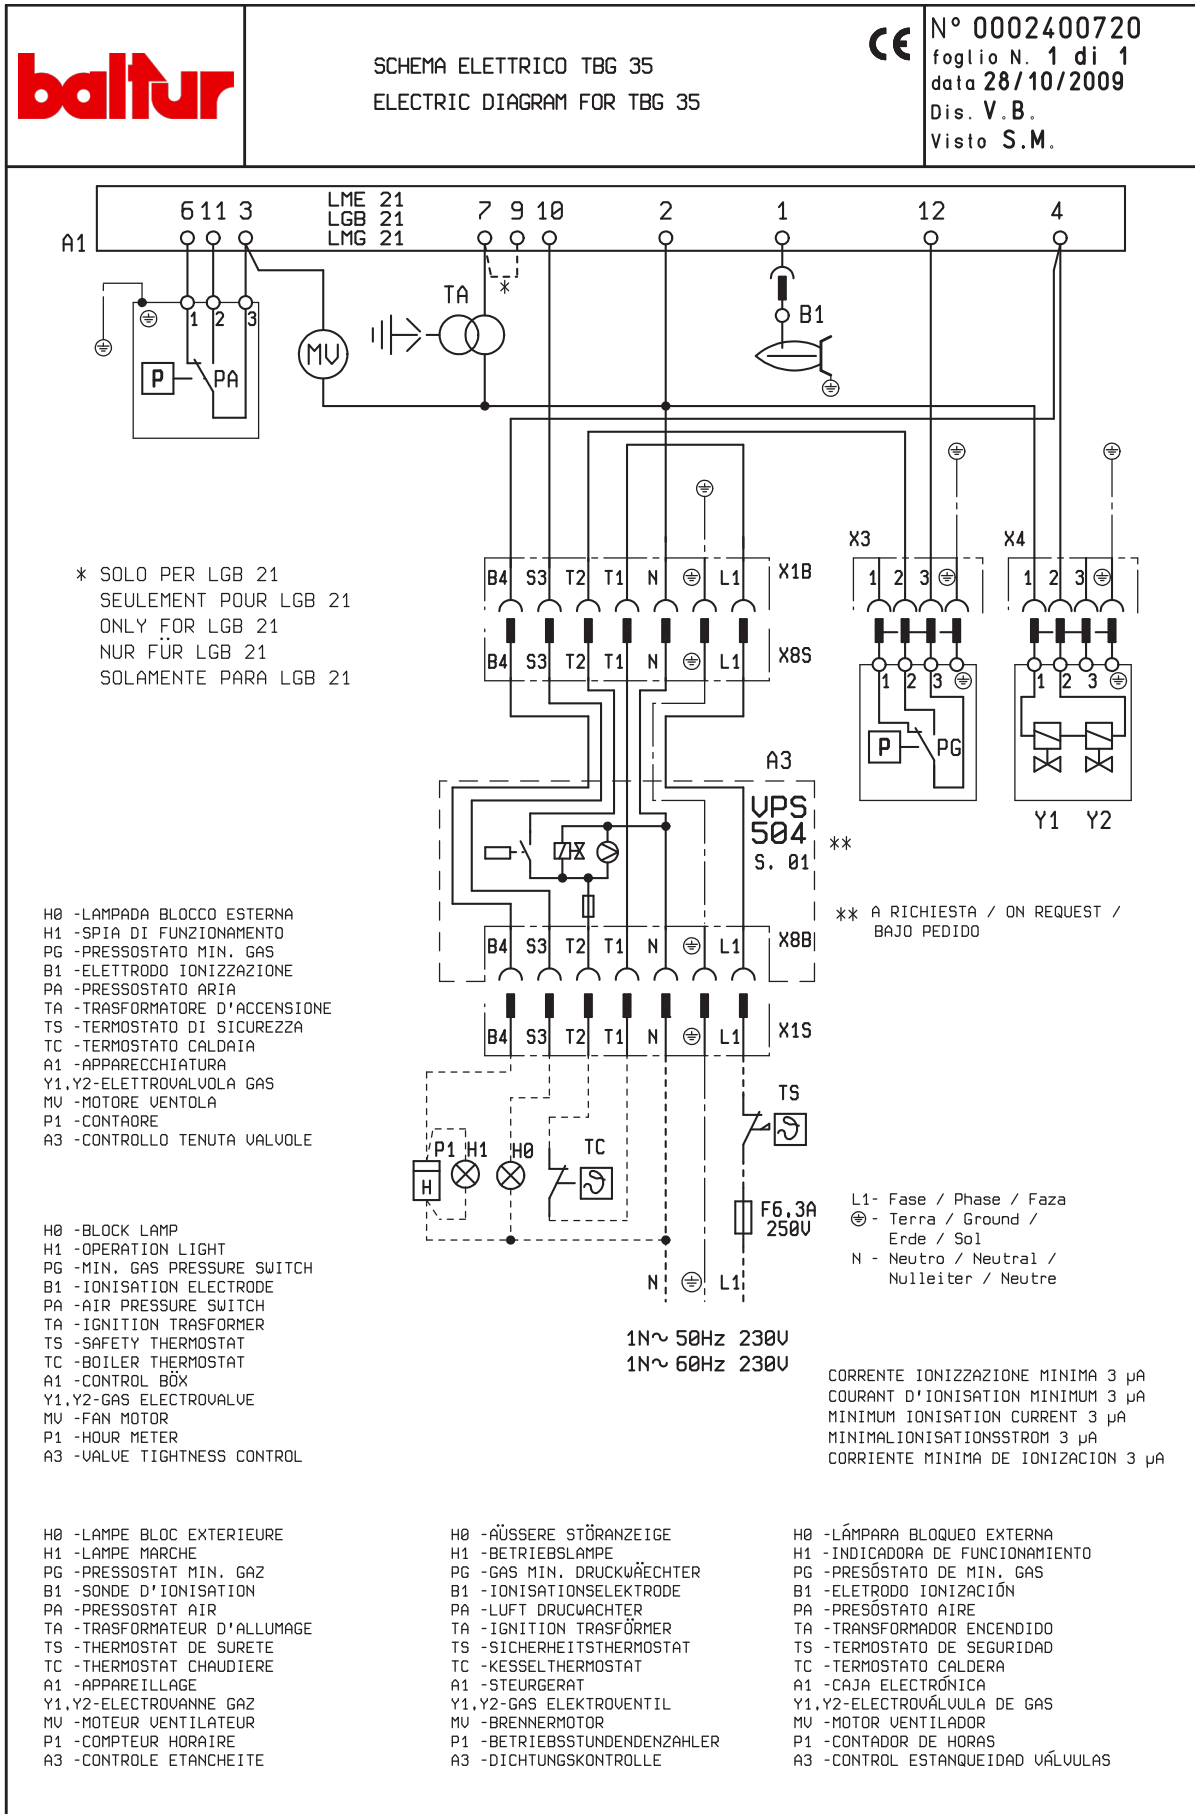 baltur
SCHEMA ELETTRICO TBG 35
ELECTRIC DIAGRAM FOR TBG 35
CE
N° 0002400720
foglio N. 1 di 1
data 28/10/2009
Dis. V.B.
Visto S.M.
LME 21
LGB 21
LMG 21
6 11 3 7 9 10 2 1 12 4
A1
TA
*
B1
1 2 3
MV
P PA
X3 X4
* SOLO PER LGB 21
SEULEMENT POUR LGB 21
ONLY FOR LGB 21
NUR FÜR LGB 21
SOLAMENTE PARA LGB 21
B4 S3 T2 T1 N L1 X1B
1 2 3 1 2 3
B4 S3 T2 T1 N L1 X8S
1 2 3 1 2 3
P PG
A3
VPS
504
S. 01
**
Y1 Y2
** A RICHIESTA / ON REQUEST /
BAJO PEDIDO
B4 S3 T2 T1 N L1 X8B
B4 S3 T2 T1 N L1 X1S
H0 -LAMPADA BLOCCO ESTERNA
H1 -SPIA DI FUNZIONAMENTO
PG -PRESSOSTATO MIN. GAS
B1 -ELETTRODO IONIZZAZIONE
PA -PRESSOSTATO ARIA
TA -TRASFORMATORE D'ACCENSIONE
TS -TERMOSTATO DI SICUREZZA
TC -TERMOSTATO CALDAIA
A1 -APPARECCHIATURA
Y1,Y2-ELETTROVALVOLA GAS
MV -MOTORE VENTOLA
P1 -CONTAORE
A3 -CONTROLLO TENUTA VALVOLE
TS
P1 H1 H0 TC
H
F6,3A
250V
N L1
1N~ 50Hz 230V
1N~ 60Hz 230V
L1- Fase / Phase / Faza
- Terra / Ground /
Erde / Sol
N - Neutro / Neutral /
Nulleiter / Neutre
H0 -BLOCK LAMP
H1 -OPERATION LIGHT
PG -MIN. GAS PRESSURE SWITCH
B1 -IONISATION ELECTRODE
PA -AIR PRESSURE SWITCH
TA -IGNITION TRASFORMER
TS -SAFETY THERMOSTAT
TC -BOILER THERMOSTAT
A1 -CONTROL BÖX
Y1,Y2-GAS ELECTROVALVE
MV -FAN MOTOR
P1 -HOUR METER
A3 -VALVE TIGHTNESS CONTROL
CORRENTE IONIZZAZIONE MINIMA 3 µA
COURANT D'IONISATION MINIMUM 3 µA
MINIMUM IONISATION CURRENT 3 µA
MINIMALIONISATIONSSTROM 3 µA
CORRIENTE MINIMA DE IONIZACION 3 µA
H0 -LAMPE BLOC EXTERIEURE
H1 -LAMPE MARCHE
PG -PRESSOSTAT MIN. GAZ
B1 -SONDE D'IONISATION
PA -PRESSOSTAT AIR
TA -TRASFORMATEUR D'ALLUMAGE
TS -THERMOSTAT DE SURETE
TC -THERMOSTAT CHAUDIERE
A1 -APPAREILLAGE
Y1,Y2-ELECTROVANNE GAZ
MV -MOTEUR VENTILATEUR
P1 -COMPTEUR HORAIRE
A3 -CONTROLE ETANCHEITE
H0 -AÜSSERE STÖRANZEIGE
H1 -BETRIEBSLAMPE
PG -GAS MIN. DRUCKWÄECHTER
B1 -IONISATIONSELEKTRODE
PA -LUFT DRUCWACHTER
TA -IGNITION TRASFÖRMER
TS -SICHERHEITSTHERMOSTAT
TC -KESSELTHERMOSTAT
A1 -STEURGERAT
Y1,Y2-GAS ELEKTROVENTIL
MV -BRENNERMOTOR
P1 -BETRIEBSSTUNDENDENZAHLER
A3 -DICHTUNGSKONTROLLE
H0 -LÁMPARA BLOQUEO EXTERNA
H1 -INDICADORA DE FUNCIONAMIENTO
PG -PRESÓSTATO DE MIN. GAS
B1 -ELETRODO IONIZACIÓN
PA -PRESÓSTATO AIRE
TA -TRANSFORMADOR ENCENDIDO
TS -TERMOSTATO DE SEGURIDAD
TC -TERMOSTATO CALDERA
A1 -CAJA ELECTRÓNICA
Y1,Y2-ELECTROVÁLVULA DE GAS
MV -MOTOR VENTILADOR
P1 -CONTADOR DE HORAS
A3 -CONTROL ESTANQUEIDAD VÁLVULAS